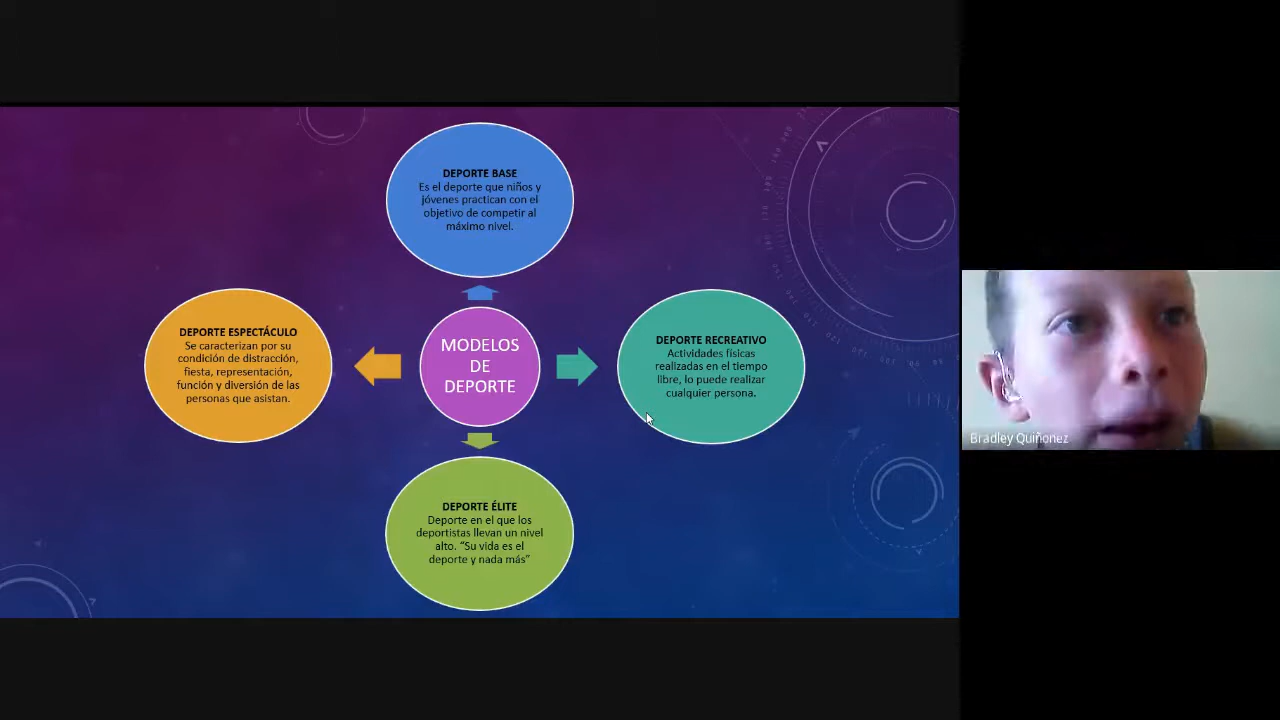 DEPORTE BASE
Es el deporte que niños y
jóvenes practican con el
objetivo de competir al
máximo nivel.
DEPORTE ESPECTÁCULO
Se caracterizan por su
condición de distracción,
fiesta, representación,
función y diversión de las
personas que asistan.
MODELOS
DE
DEPORTE
DEPORTE RECREATIVO
Actividades físicas
realizadas en el tiempo
libre, lo puede realizar
cualquier persona.
DEPORTE ÉLITE
Deporte en el que los
deportistas llevan un nivel
alto. “Su vida es el
deporte y nada más”
Bradley Quiñonez